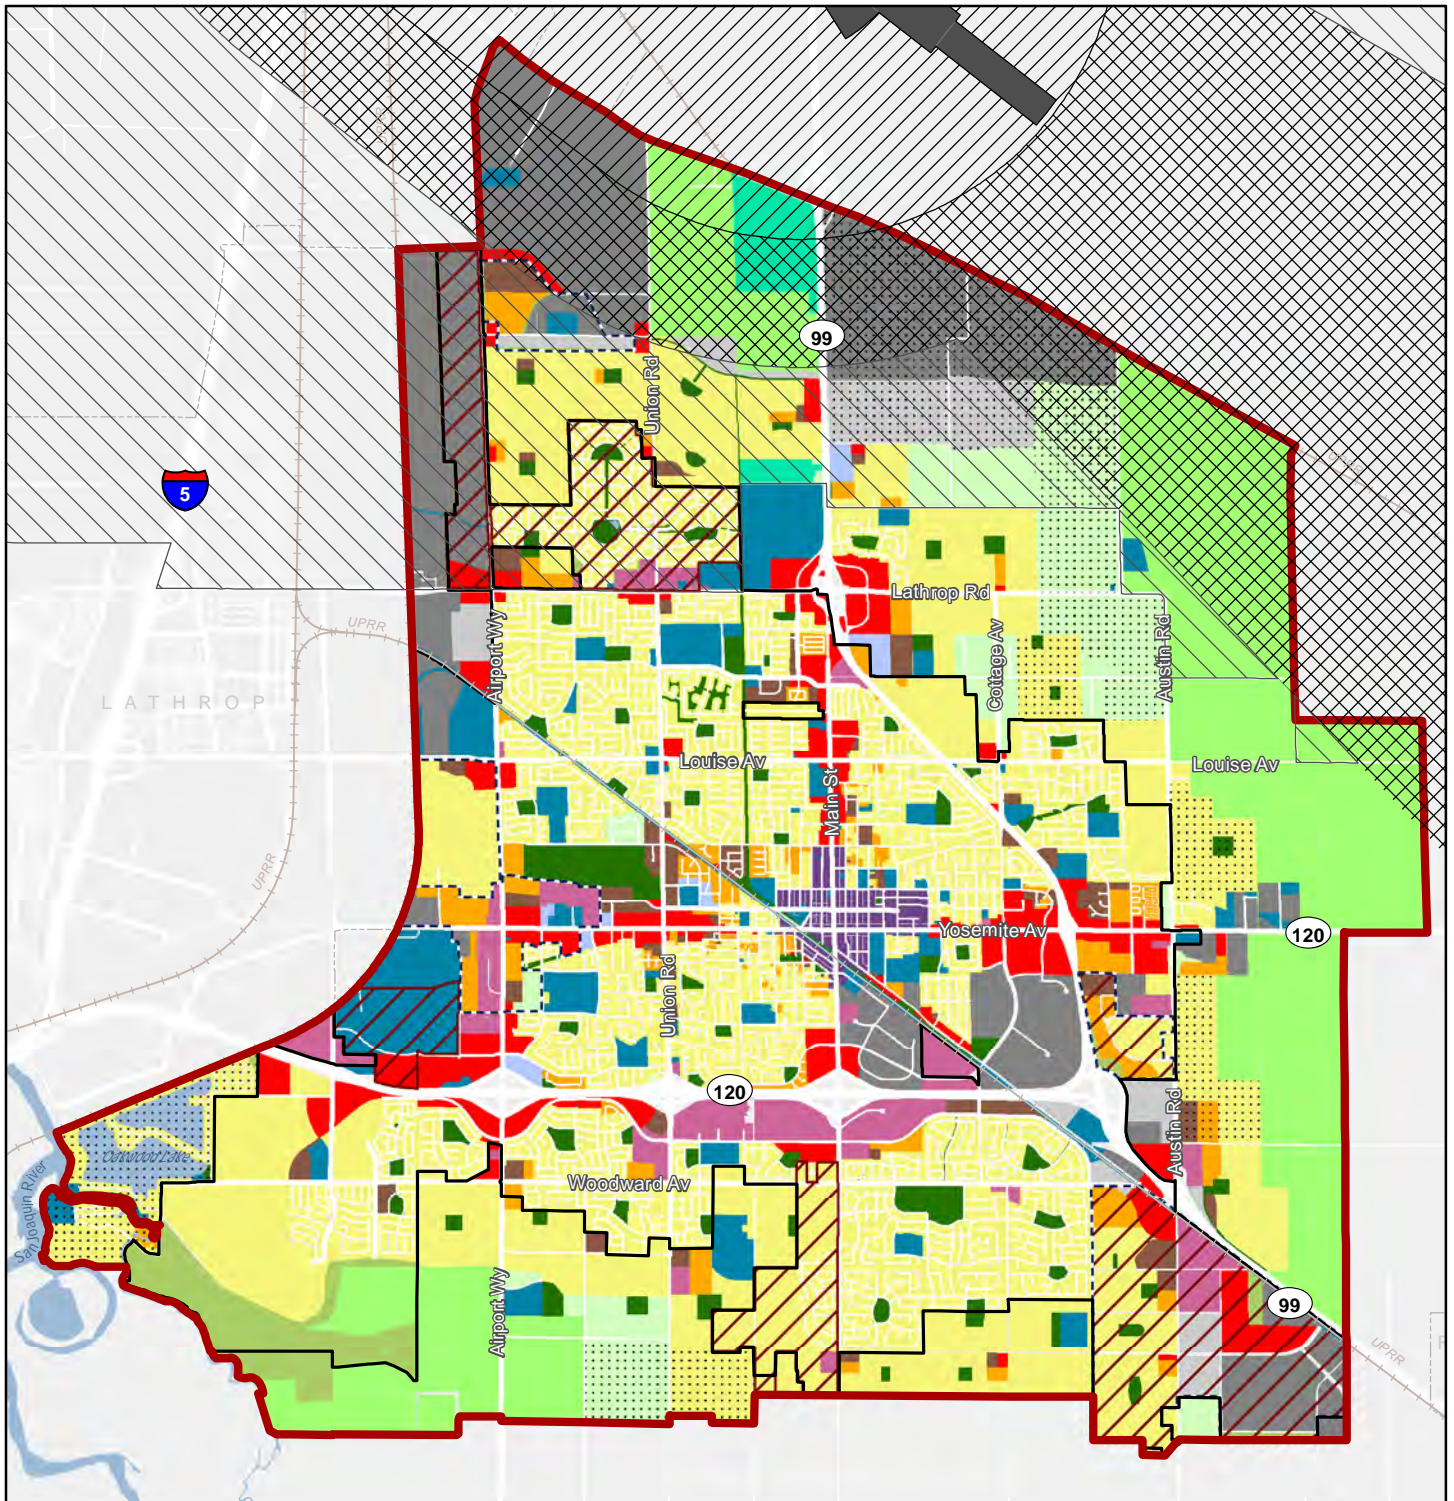 UPRR
99
Union Rd
UPRR
5
Lathrop Rd
UPRR
Airport Wy
Cottage Av
Austin Rd
LATHROP
Louise Av
Louise Av
Main St
UPRR
Yosemite Av
120
Union Rd
120
Austin Rd
Woodward Av
San Joaquin River
Airport Wy
99
UPRR